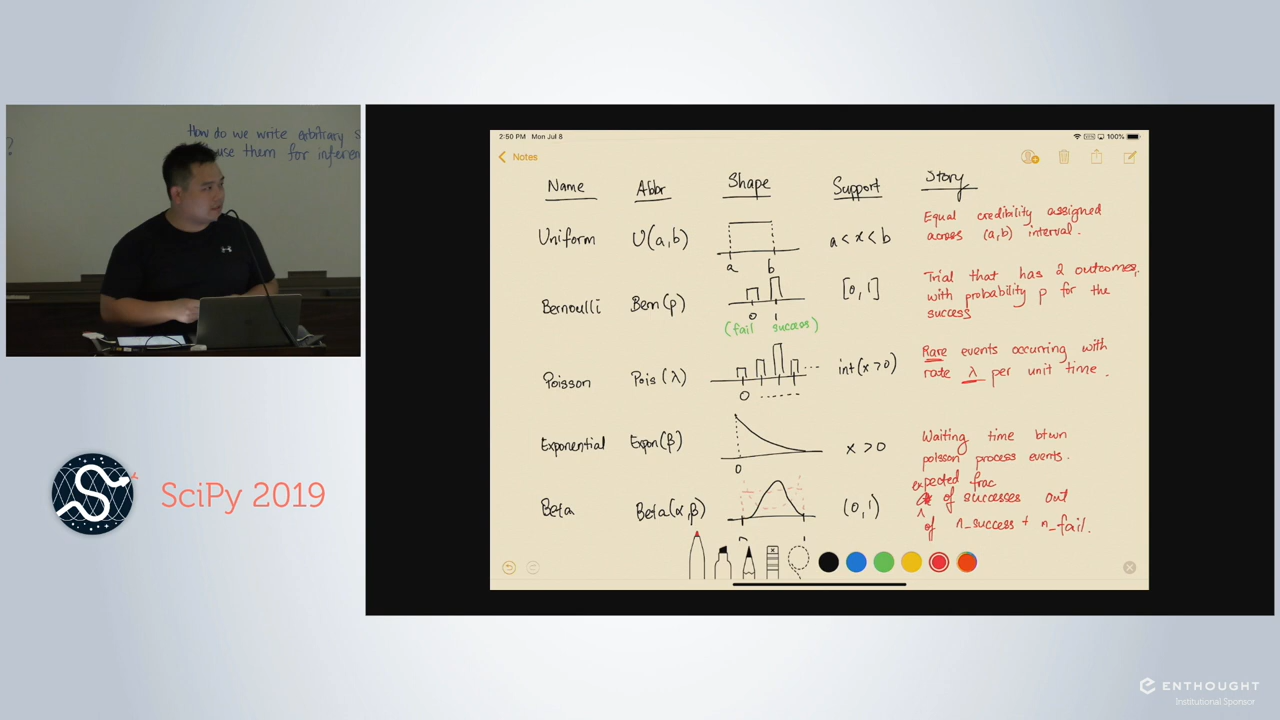 How do we write arbitrary
?
use them for
2:50 PM Mon Jul 8
100%
Notes
Name Abbr Shape Support Story
Uniform U(a,b) a b a < x < b
Equal credibility assigned
across (a,b) interval.
Bernoulli Bern(p) 0 1 [0,1]
(fail success)
Trial that has 2 outcomes,
with probability p for the
success
Poisson Pois(λ) 0 ...... int(x>0)
Rare events occurring with
rate λ per unit time.
Exponential Expon(β) 0 x > 0
Waiting time btwn
poisson process events.
Beta Beta(α,β) (0,1)
expected frac
of successes out
of n_success + n_fail.
SciPy 2019
ENTHOUGHT
Institutional Sponsor